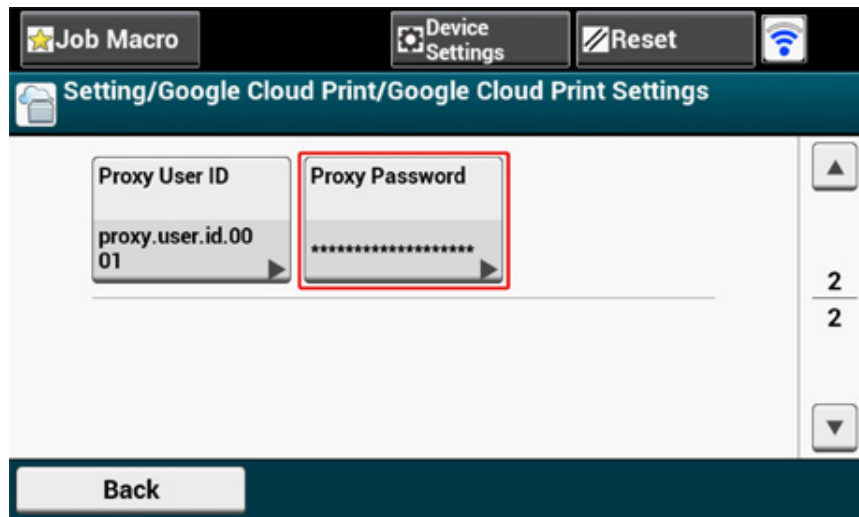 Job Macro
Device
Settings
Reset
Setting/Google Cloud Print/Google Cloud Print Settings
Proxy User ID
Proxy Password
proxy.user.id.00
01
*******************
2
2
Back